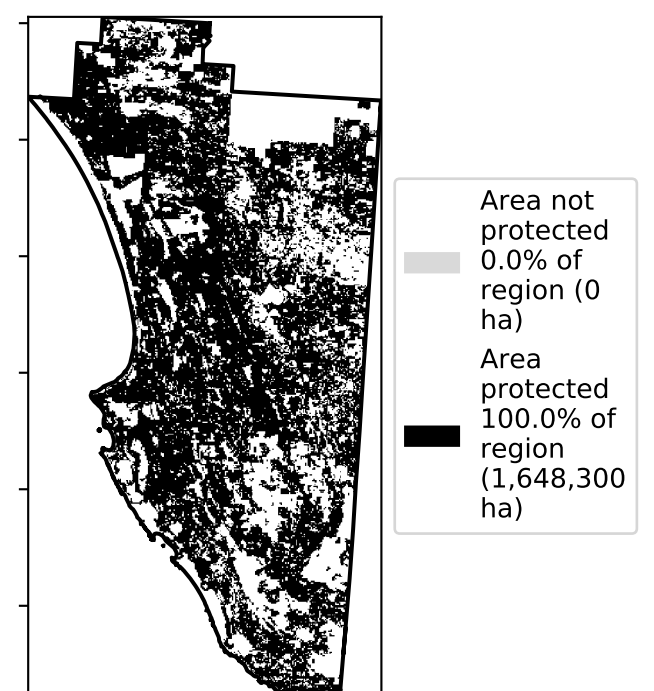 Area not
protected
0.0% of
region (0
ha)
Area
protected
100.0% of
region
(1,648,300
ha)